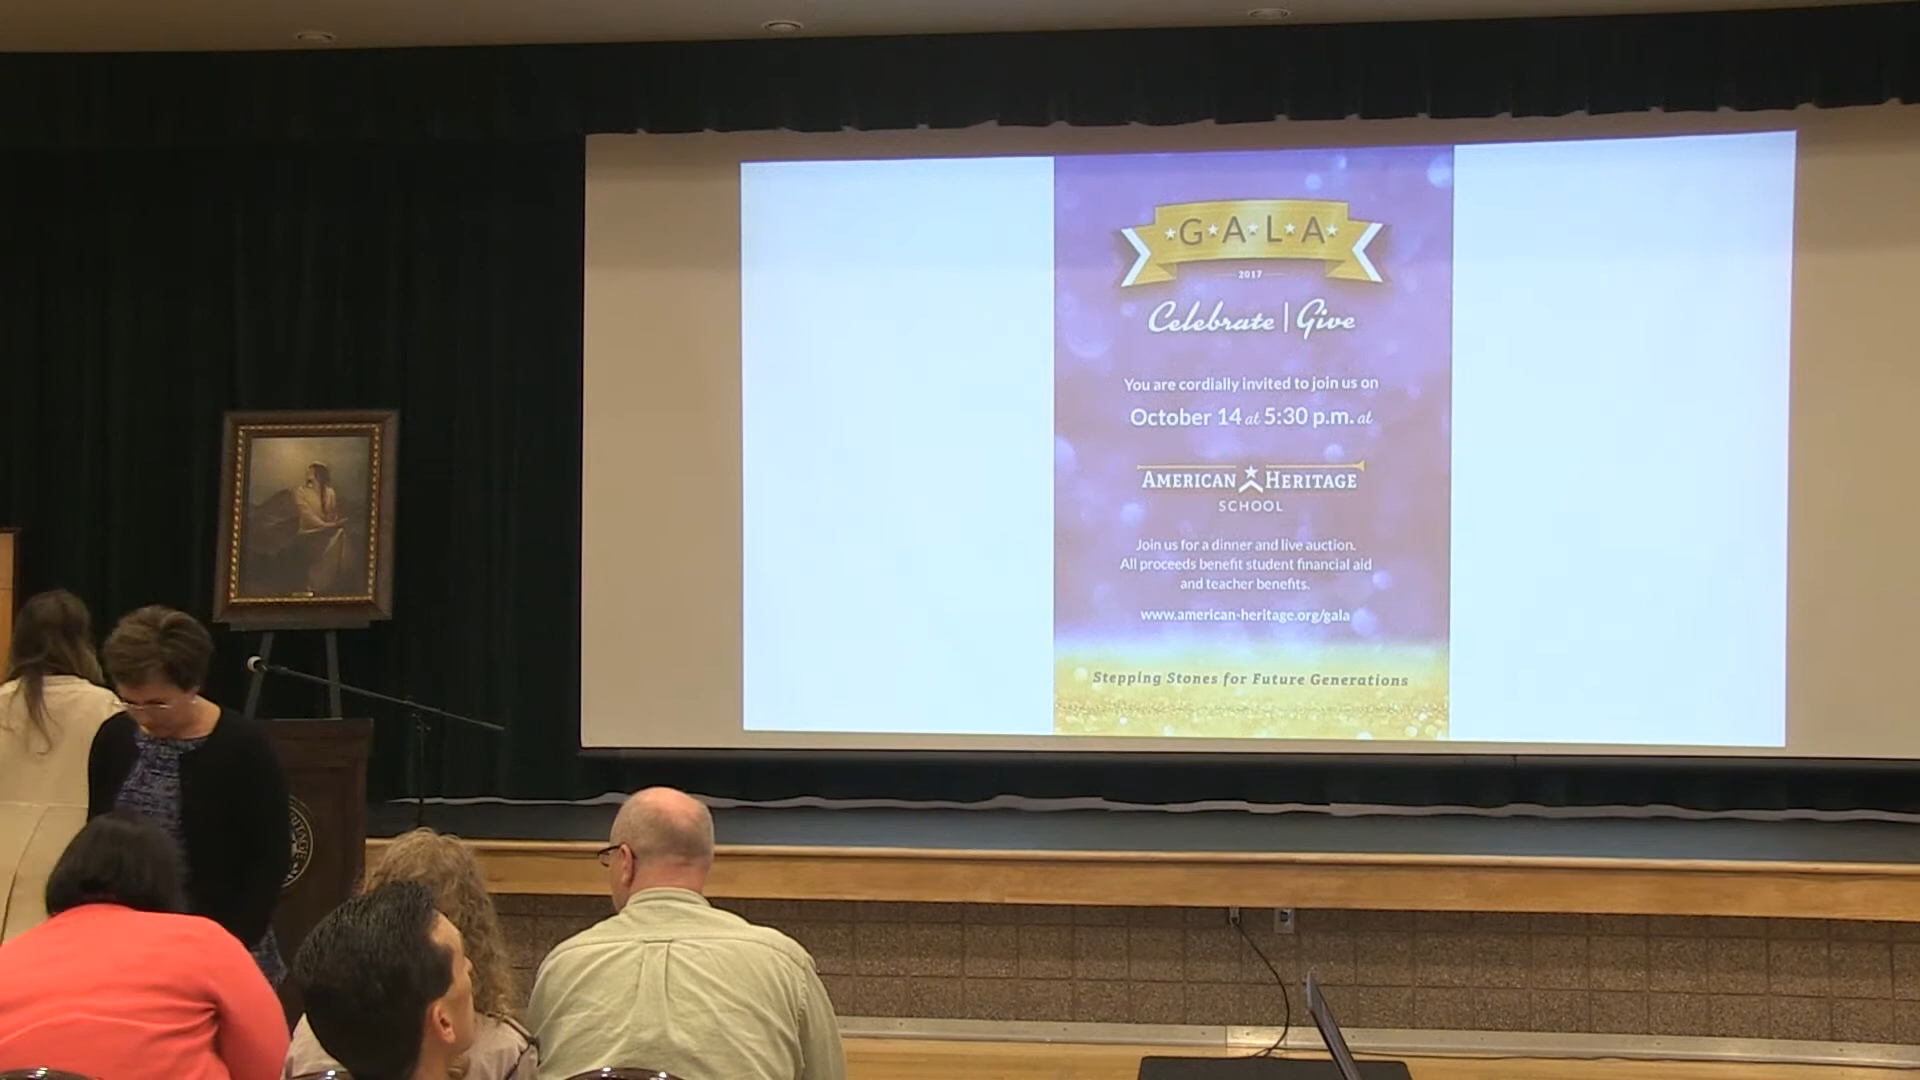 G★A★L★A
2017
Celebrate | Give
You are cordially invited to join us on
October 14 at 5:30 p.m. at
AMERICAN HERITAGE
SCHOOL
Join us for a dinner and live auction.
All proceeds benefit student financial aid
and teacher benefits.
www.american-heritage.org/gala
Stepping Stones for Future Generations